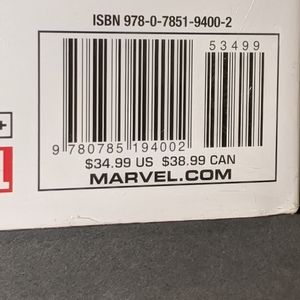 ISBN 978-0-7851-9400-2
53499
9 780785 194002
$34.99 US $38.99 CAN
MARVEL.COM
+